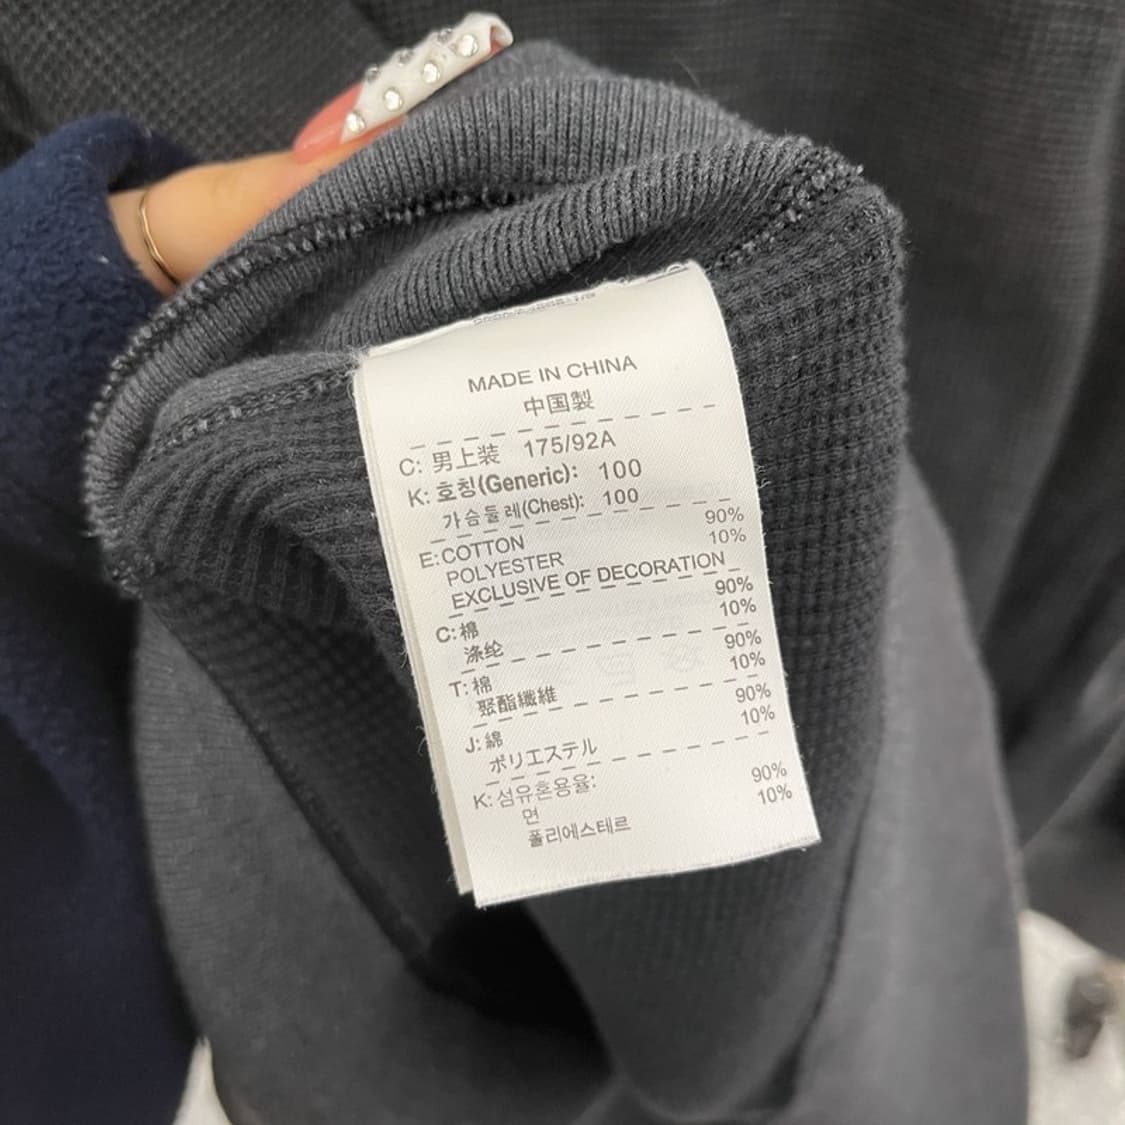 MADE IN CHINA
中国製
C: 男上装 175/92A
K: 호칭(Generic): 100
가슴둘레(Chest): 100
E: COTTON 90%
POLYESTER 10%
EXCLUSIVE OF DECORATION
C: 棉 90%
涤纶 10%
T: 棉 90%
聚酯纖維 10%
J: 綿 90%
ポリエステル 10%
K: 섬유혼용율:
면 90%
폴리에스테르 10%